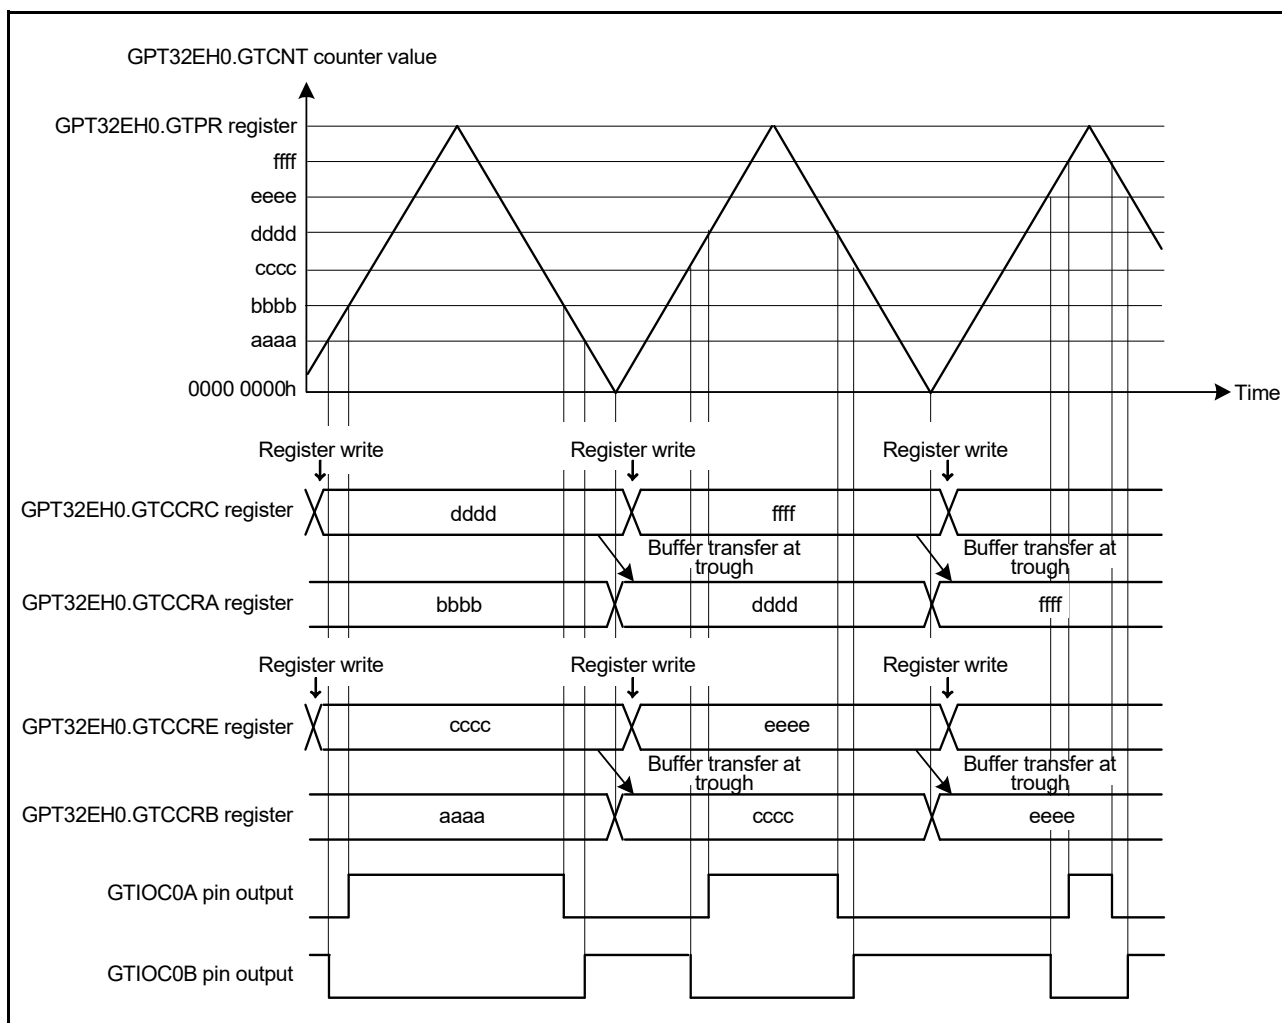 GPT32EH0.GTCNT counter value
GPT32EH0.GTPR register
ffff
eeee
dddd
cccc
bbbb
aaaa
0000 0000h
Time
Register write Register write Register write
GPT32EH0.GTCCRC register dddd ffff
Buffer transfer at Buffer transfer at
trough trough
GPT32EH0.GTCCRA register bbbb dddd ffff
Register write Register write Register write
GPT32EH0.GTCCRE register cccc eeee
Buffer transfer at Buffer transfer at
trough trough
GPT32EH0.GTCCRB register aaaa cccc eeee
GTIOC0A pin output
GTIOC0B pin output